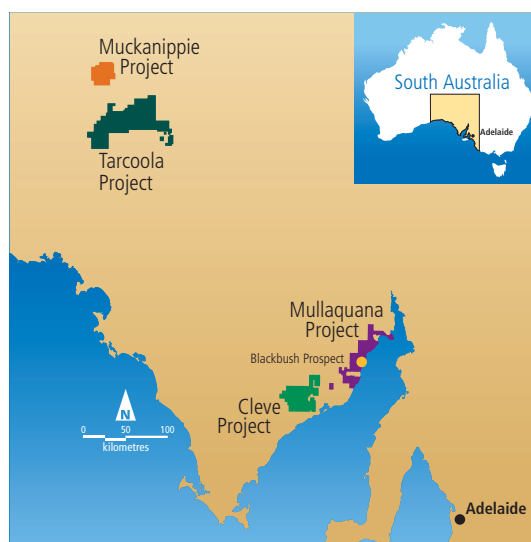 Muckanippie
Project
Tarcoola
Project
South Australia
Adelaide
Mullaquana
Project
Blackbush Prospect
Cleve
Project
N
0 50 100
kilometres
Adelaide